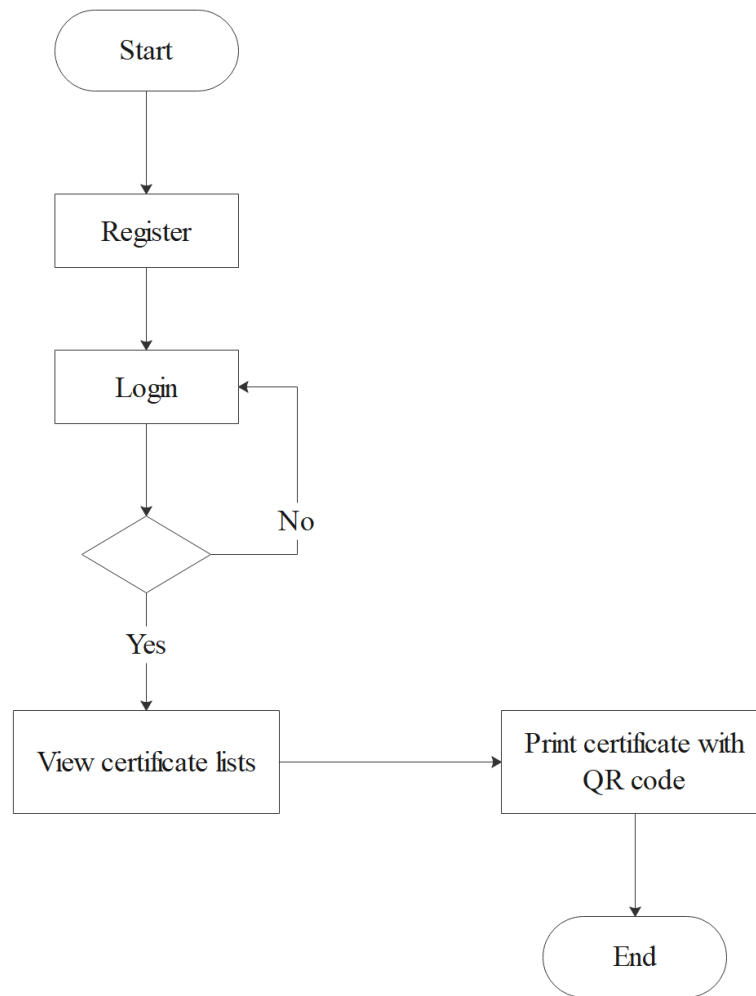 Start
Register
Login
No
Yes
View certificate lists
Print certificate with
QR code
End